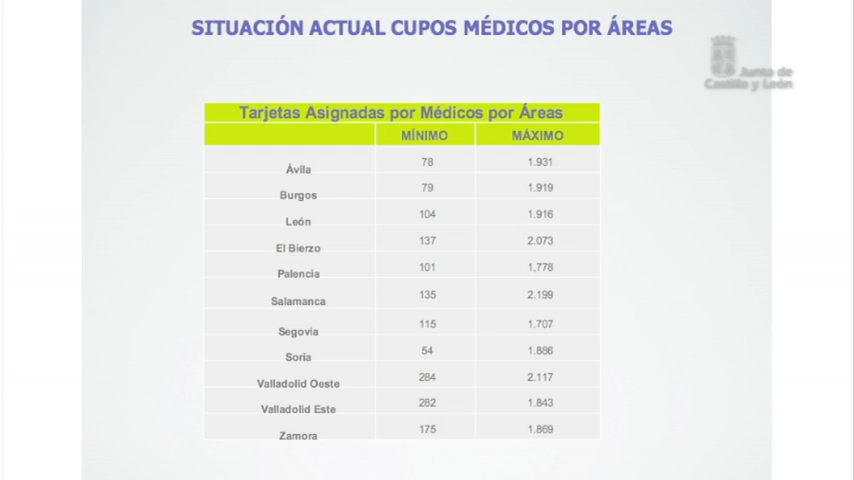 SITUACIÓN ACTUAL CUPOS MÉDICOS POR ÁREAS
Junta de
Castilla y León
Tarjetas Asignadas por Médicos por Áreas
MÍNIMO MÁXIMO
Ávila 78 1.931
Burgos 79 1.919
León 104 1.916
El Bierzo 137 2.073
Palencia 101 1,778
Salamanca 135 2.199
Segovia 115 1.707
Soria 54 1.886
Valladolid Oeste 284 2.117
Valladolid Este 282 1.843
Zamora 175 1.869